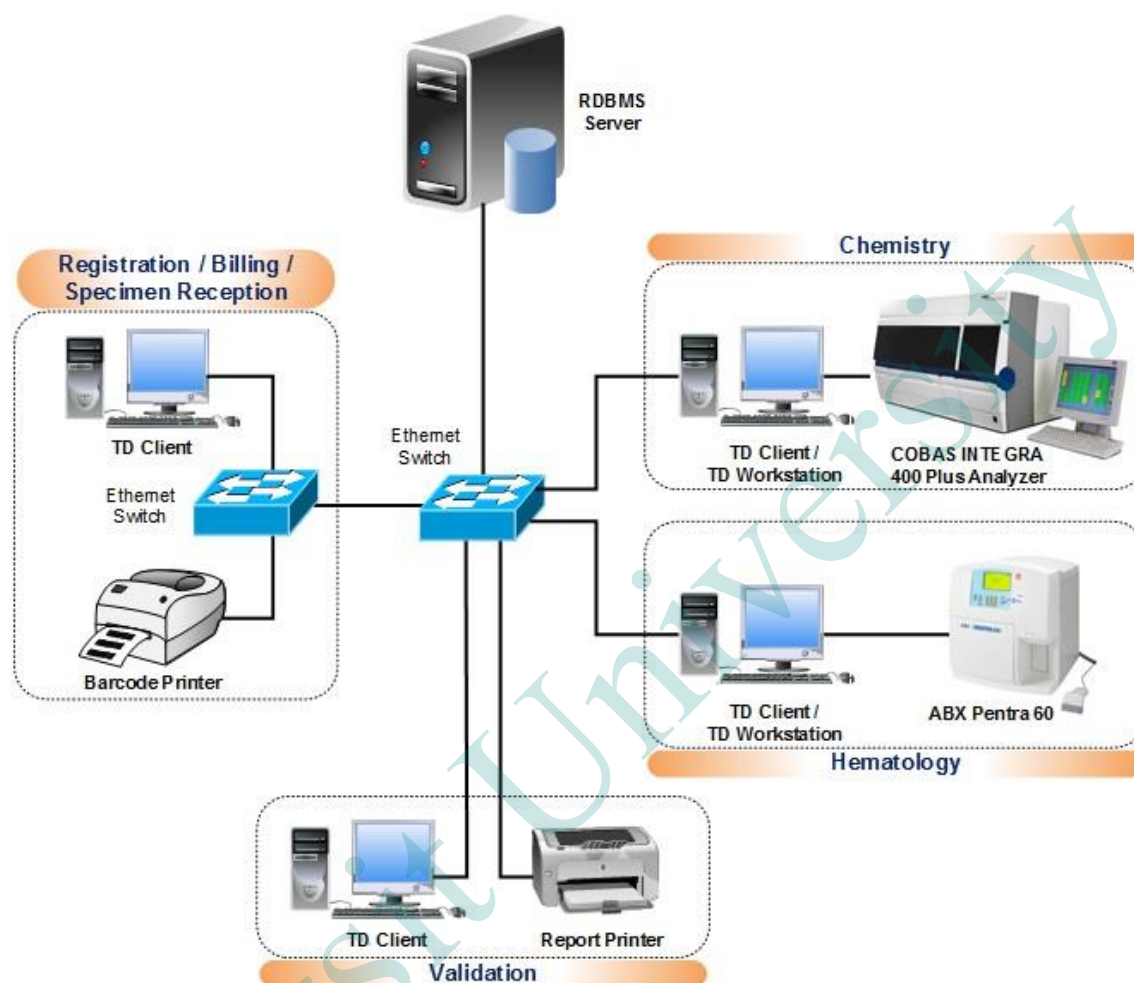 RDBMS
Server
Registration / Billing /
Specimen Reception
TD Client
Ethernet
Switch
Barcode Printer
Ethernet
Switch
Chemistry
TD Client /
TD Workstation
COBAS INTEGRA
400 Plus Analyzer
TD Client /
TD Workstation
ABX Pentra 60
Hematology
TD Client
Report Printer
Validation
University